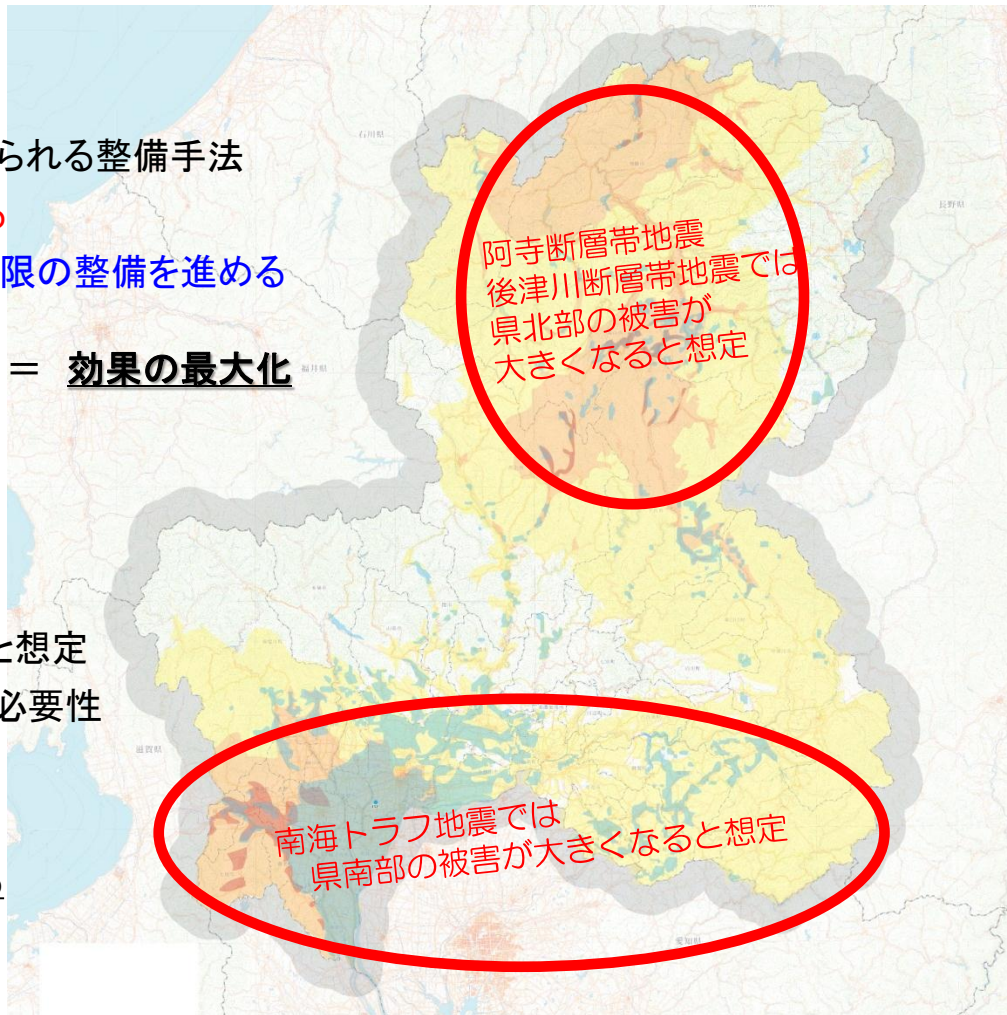 られる整備手法
限の整備を進める
＝ 効果の最大化
と想定
必要性
石川県
長野県
福井県
滋賀県
愛知県
阿寺断層帯地震
後津川断層帯地震では
県北部の被害が
大きくなると想定
南海トラフ地震では
県南部の被害が大きくなると想定